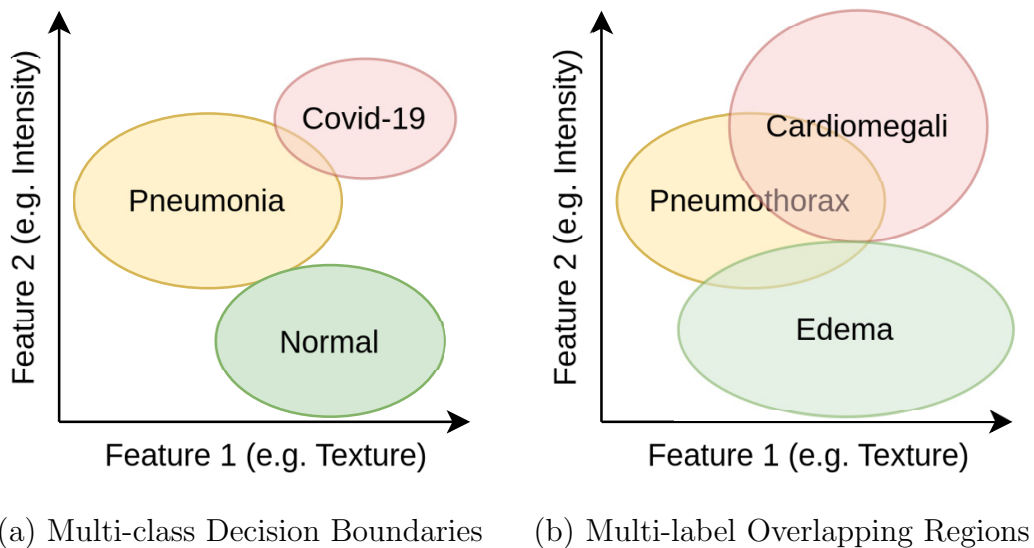 Feature 2 (e.g. Intensity)
Covid-19
Pneumonia
Normal
Feature 1 (e.g. Texture)
(a) Multi-class Decision Boundaries
Feature 2 (e.g. Intensity)
Cardiomegali
Pneumothorax
Edema
Feature 1 (e.g. Texture)
(b) Multi-label Overlapping Regions